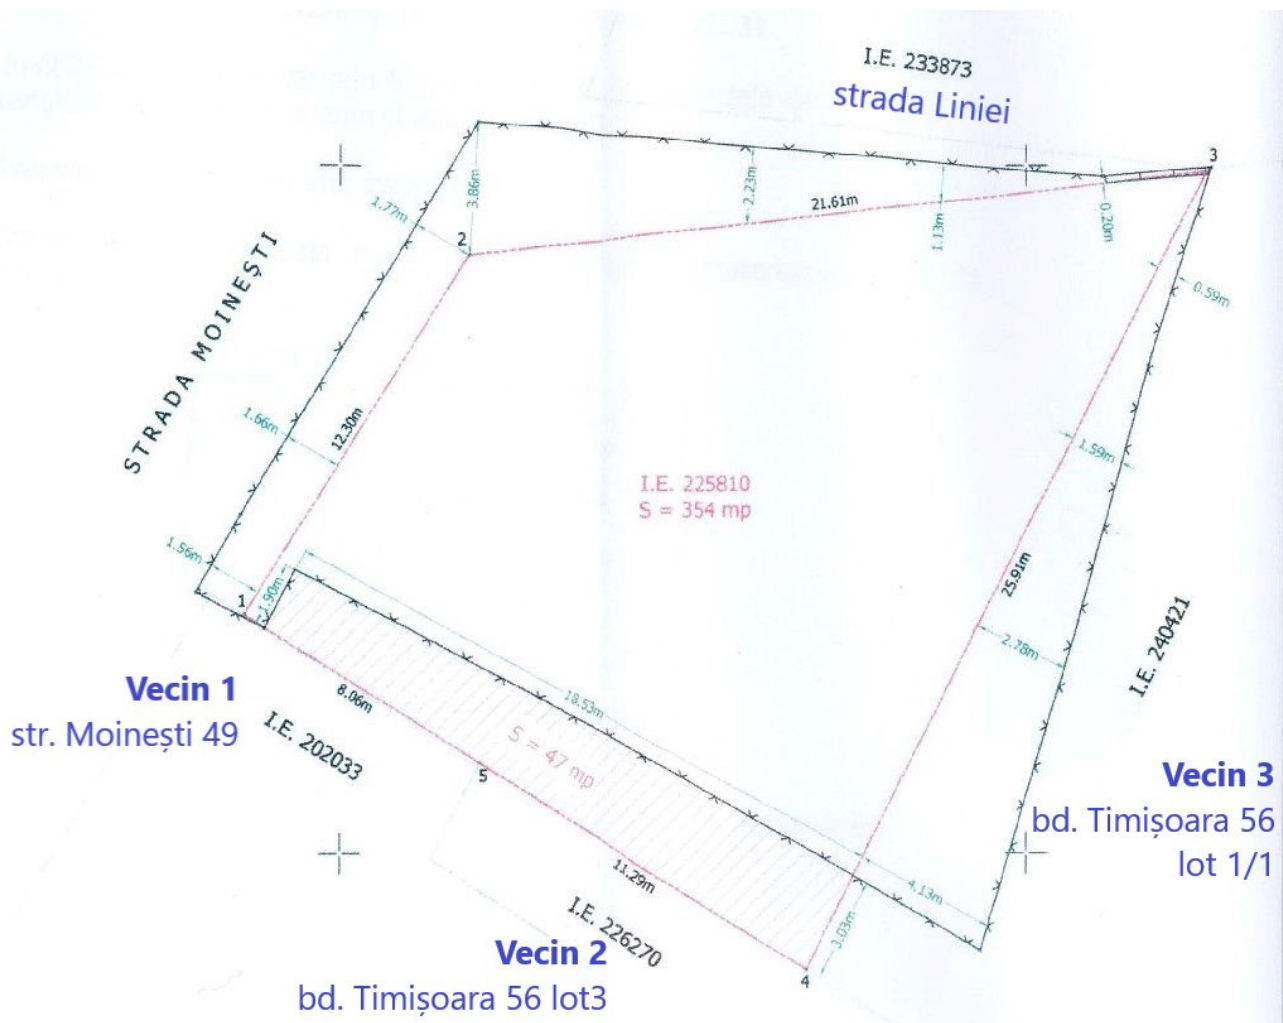 I.E. 233873
strada Liniei
3
3.86m
2.23m
21.61m
1.13m
0.20m
1.77m
2
0.59m
STRADA MOINEȘTI
1.66m
12.30m
1.59m
I.E. 225810
S = 354 mp
1.56m
1
1.90m
25.91m
2.78m
I.E. 240421
Vecin 1
str. Moinești 49
8.06m
I.E. 202033
18.53m
S = 47 mp
5
Vecin 3
bd. Timișoara 56
lot 1/1
11.29m
4.13m
3.03m
I.E. 226270
Vecin 2
bd. Timișoara 56 lot3
4